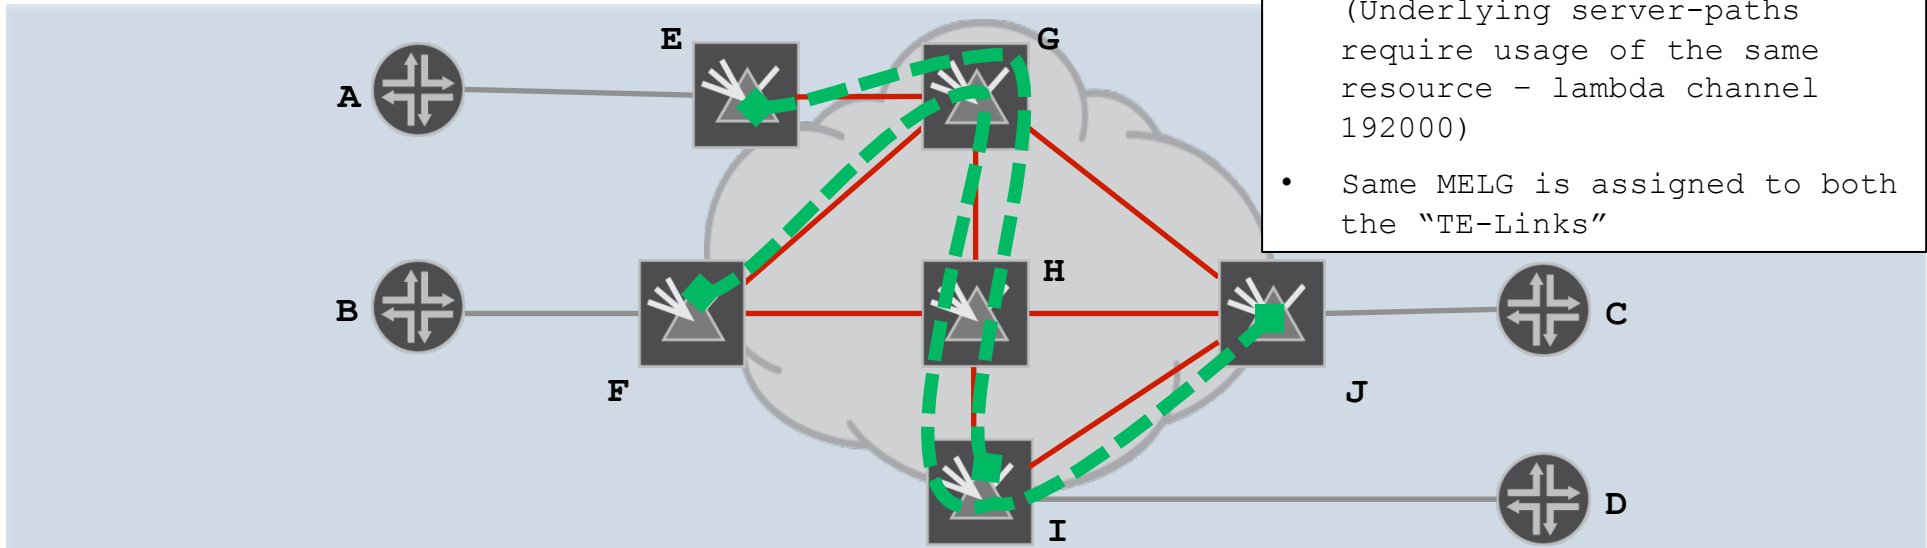 (Underlying server-paths
require usage of the same
resource – lambda channel
192000)
• Same MELG is assigned to both
the “TE-Links”
E
G
A
H
B
C
F
J
D
I